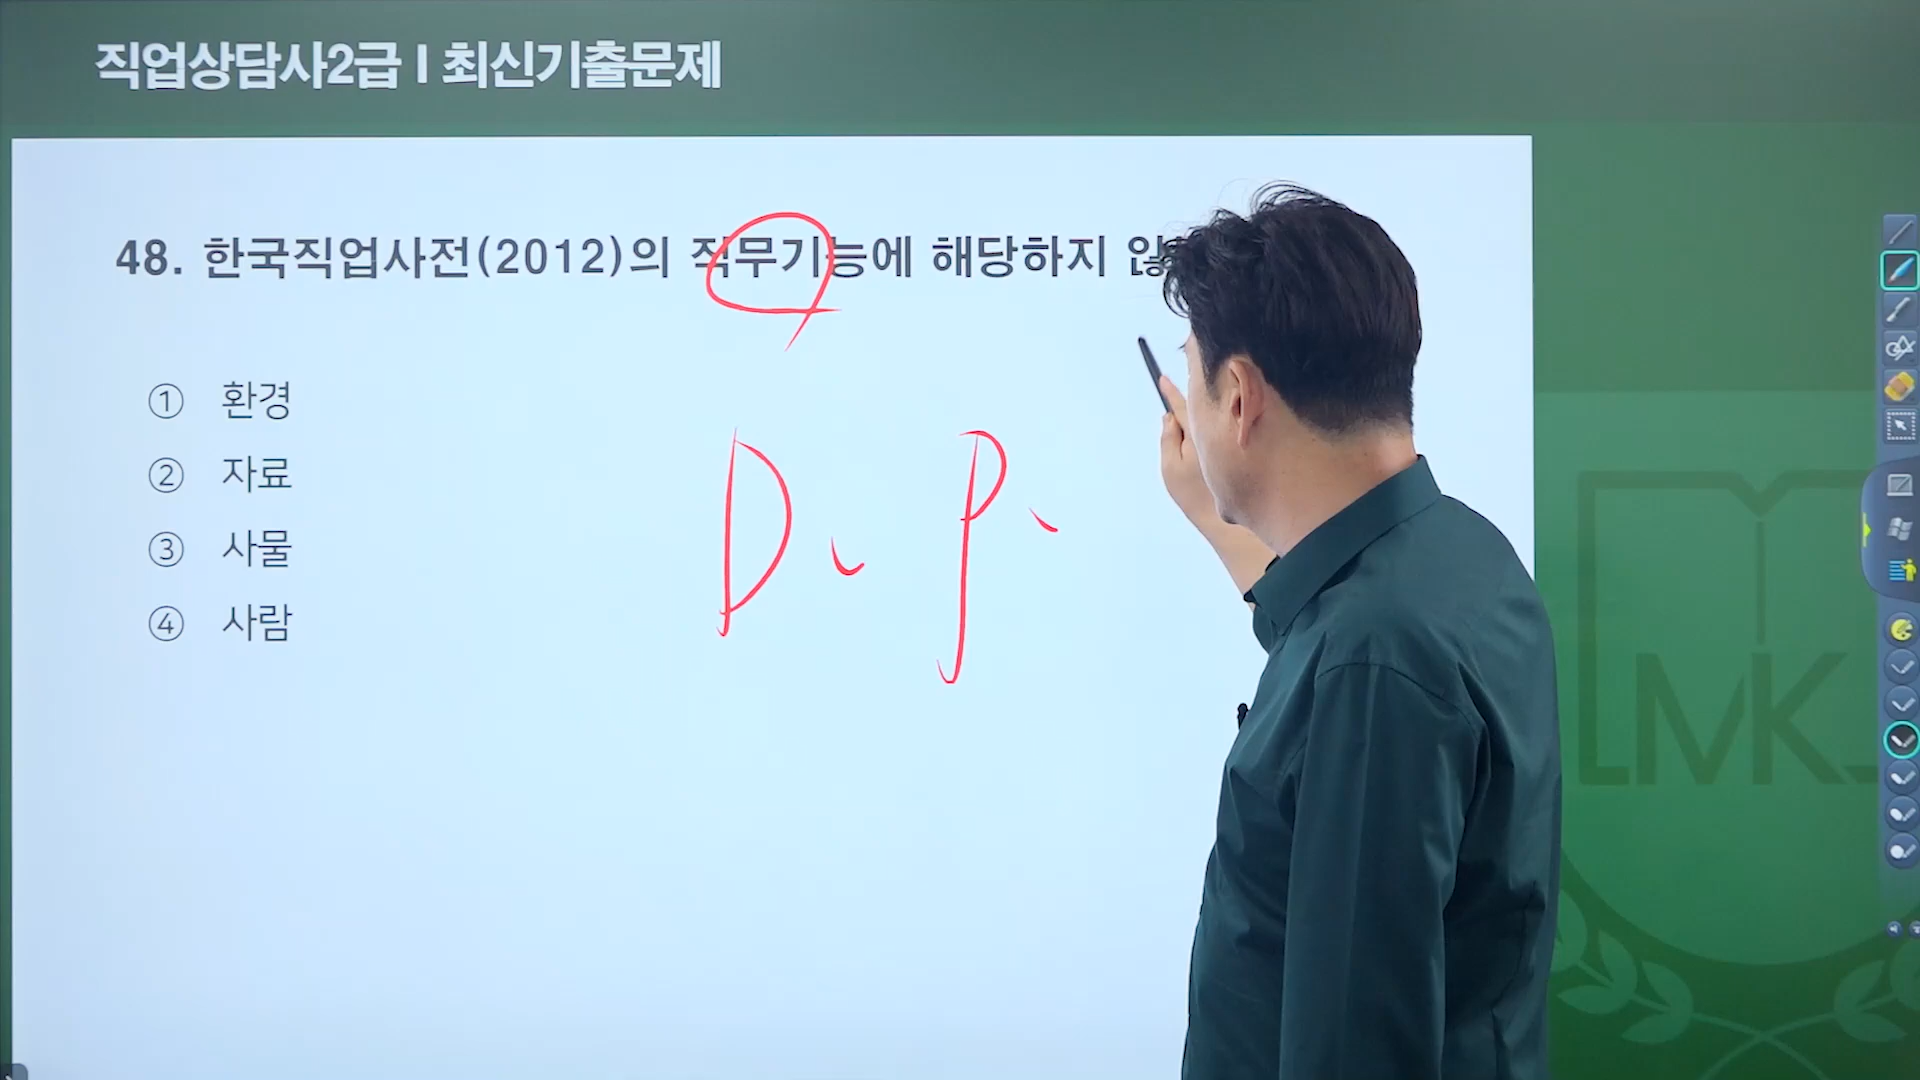 직업상담사2급 | 최신기출문제
48. 한국직업사전(2012)의 직무기능에 해당하지
① 환경
② 자료
③ 사물
④ 사람
D, P,
MK